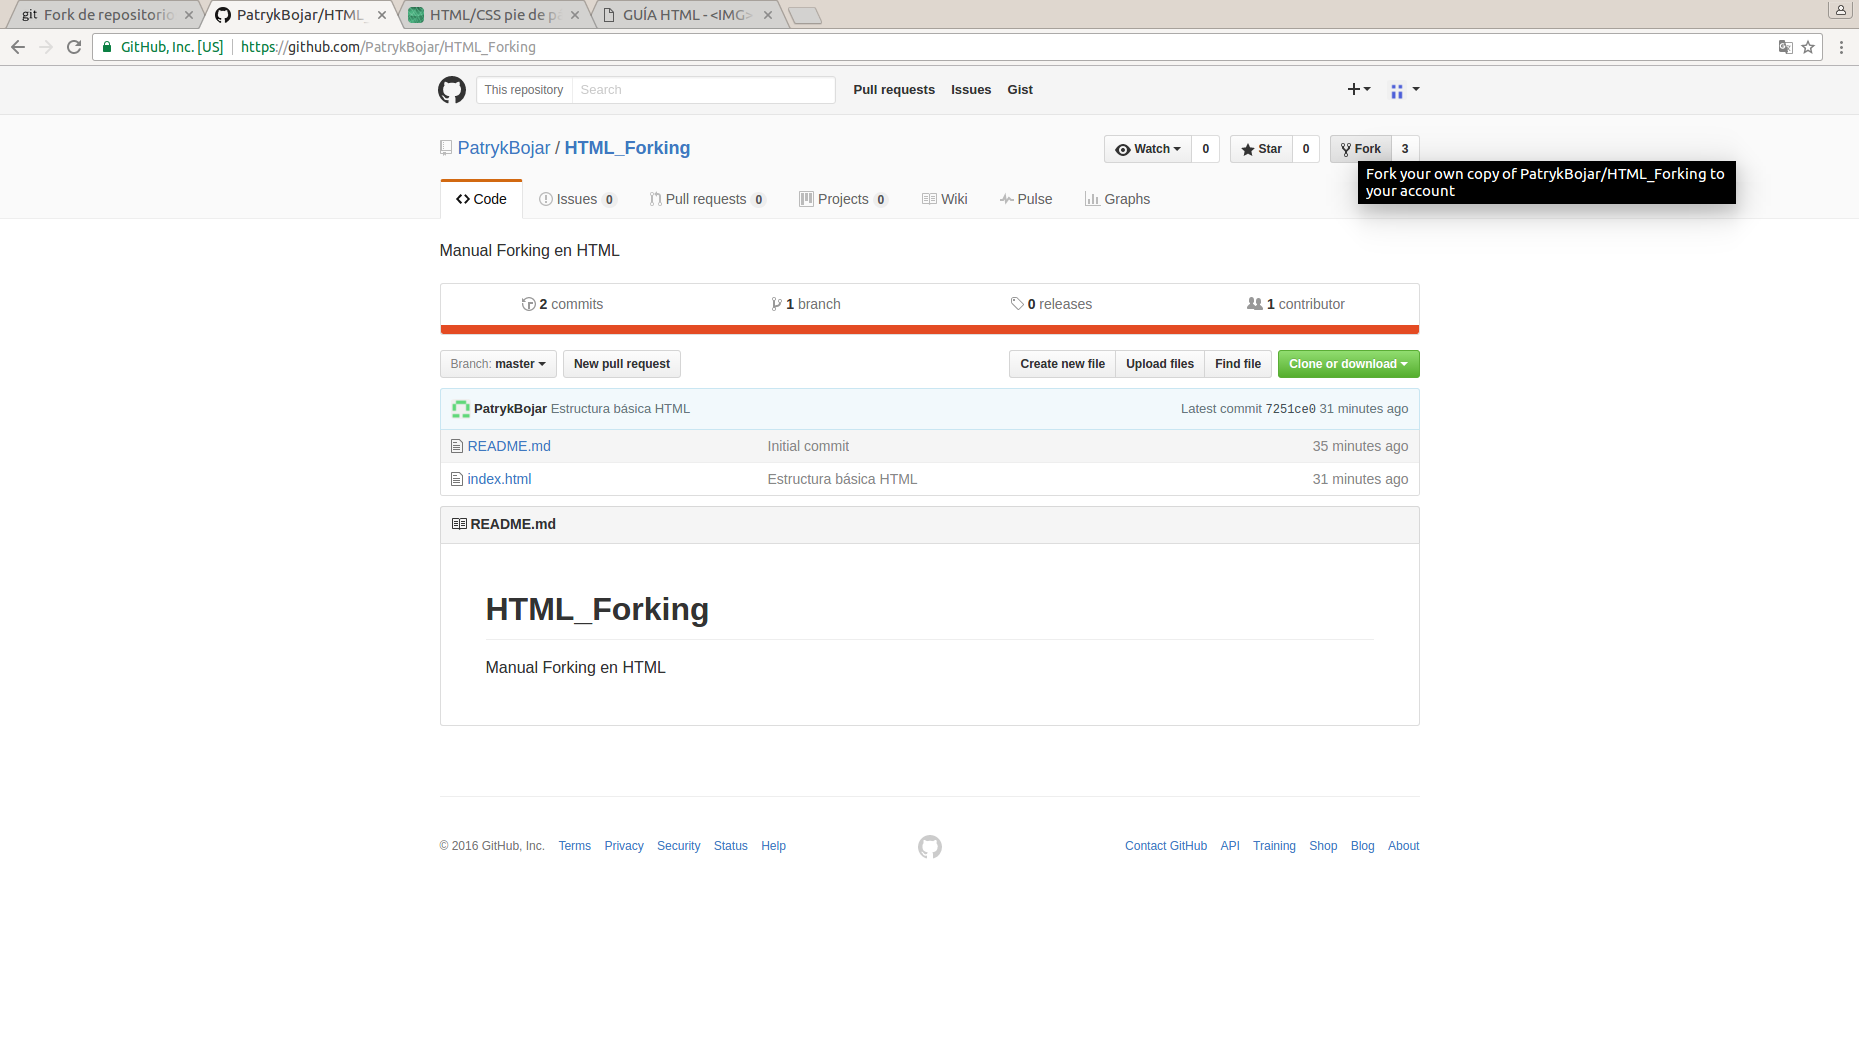 git Fork de repositorio
PatrykBojar/HTML_
HTML/CSS pie de p
GUÍA HTML - <IMG>
GitHub, Inc. [US] https://github.com/PatrykBojar/HTML_Forking
This repository Search Pull requests Issues Gist
PatrykBojar / HTML_Forking Watch 0 Star 0 Fork 3
Fork your own copy of PatrykBojar/HTML_Forking to
your account
Code Issues 0 Pull requests 0 Projects 0 Wiki Pulse Graphs
Manual Forking en HTML
2 commits 1 branch 0 releases 1 contributor
Branch: master New pull request Create new file Upload files Find file Clone or download
PatrykBojar Estructura básica HTML Latest commit 7251ce0 31 minutes ago
README.md Initial commit 35 minutes ago
index.html Estructura básica HTML 31 minutes ago
README.md
HTML_Forking
Manual Forking en HTML
© 2016 GitHub, Inc. Terms Privacy Security Status Help Contact GitHub API Training Shop Blog About